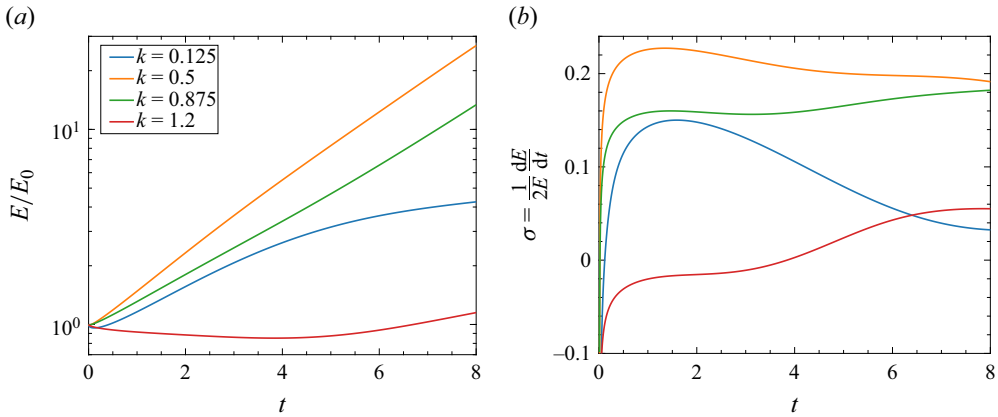 (a)
(b)
k = 0.125
k = 0.5
k = 0.875
k = 1.2
E/E0
10^1
10^0
0 2 4 6 8
t
σ = 1/2E dE/dt
0.2
0.1
0
–0.1
0 2 4 6 8
t